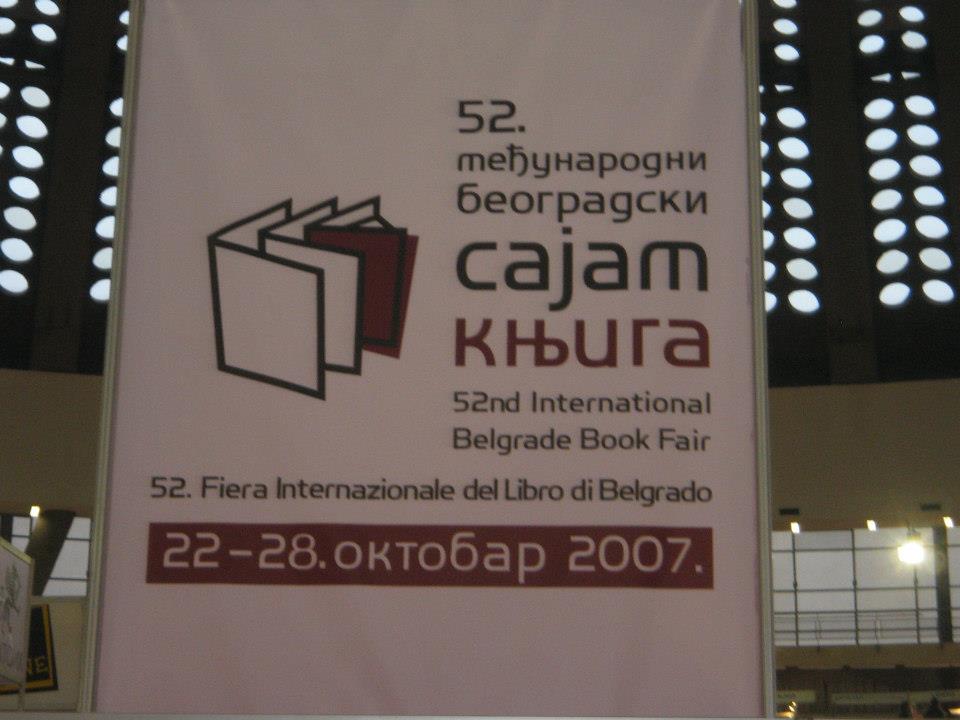 52.
међународни
београдски
сајам
књига
52nd International
Belgrade Book Fair
52. Fiera Internazionale del Libro di Belgrado
22-28. октобар 2007.